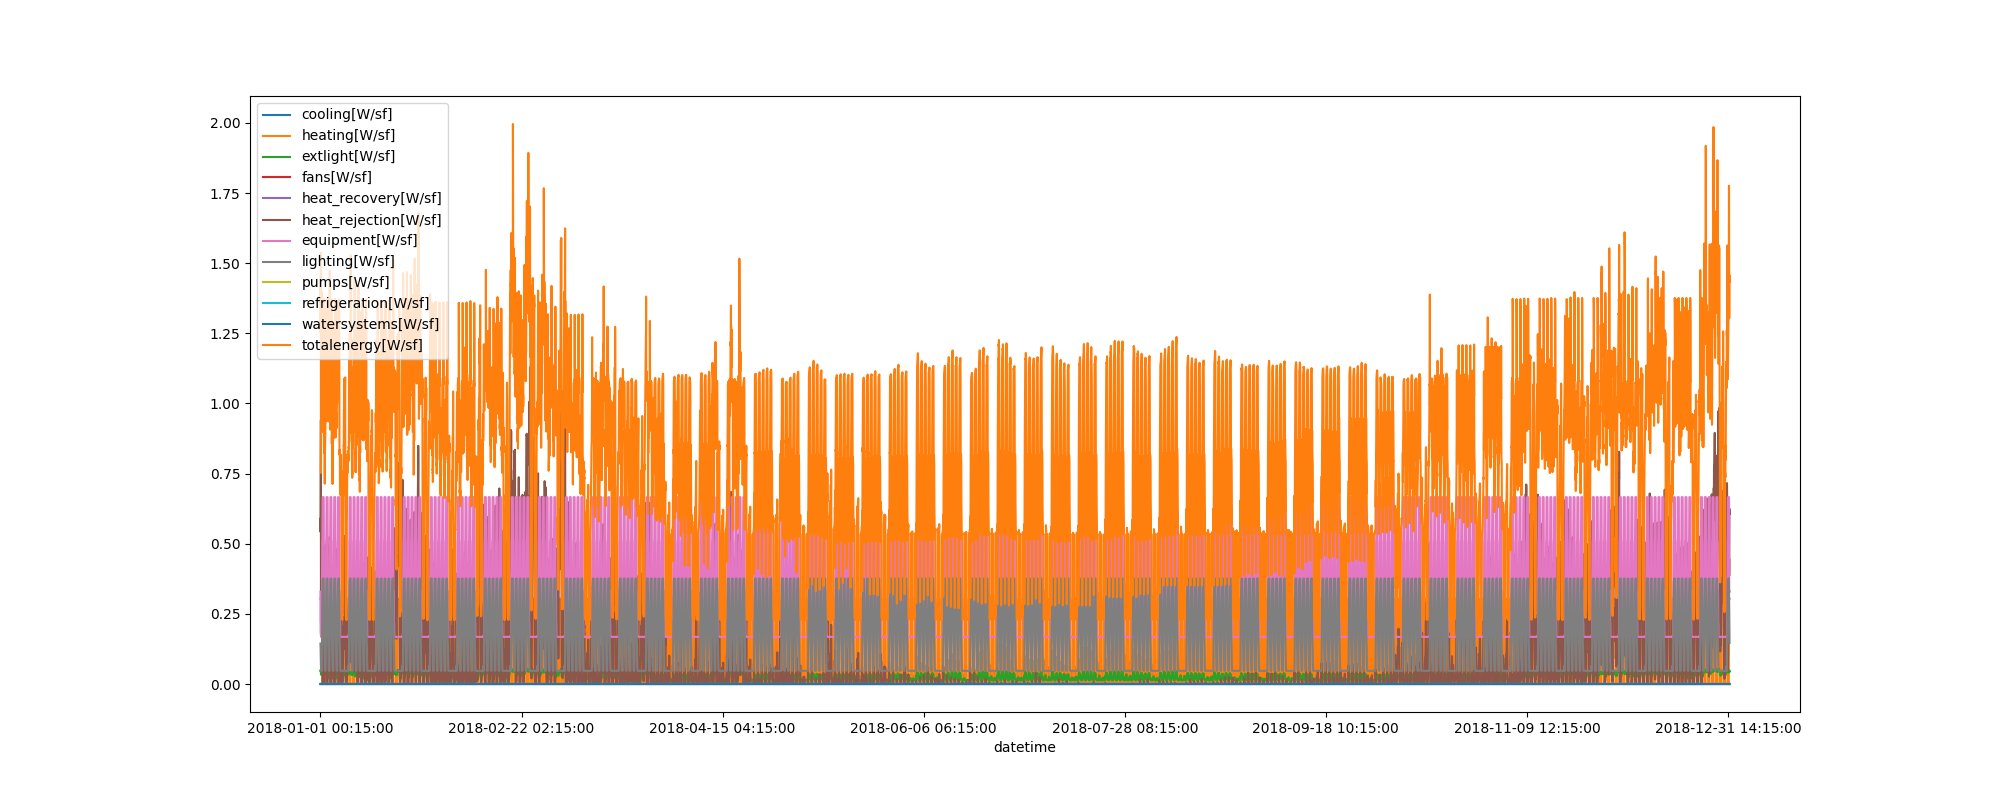 cooling[W/sf]
heating[W/sf]
extlight[W/sf]
fans[W/sf]
heat_recovery[W/sf]
heat_rejection[W/sf]
equipment[W/sf]
lighting[W/sf]
pumps[W/sf]
refrigeration[W/sf]
watersystems[W/sf]
totalenergy[W/sf]
2.00
1.75
1.50
1.25
1.00
0.75
0.50
0.25
0.00
2018-01-01 00:15:00 2018-02-22 02:15:00 2018-04-15 04:15:00 2018-06-06 06:15:00 2018-07-28 08:15:00 2018-09-18 10:15:00 2018-11-09 12:15:00 2018-12-31 14:15:00
datetime